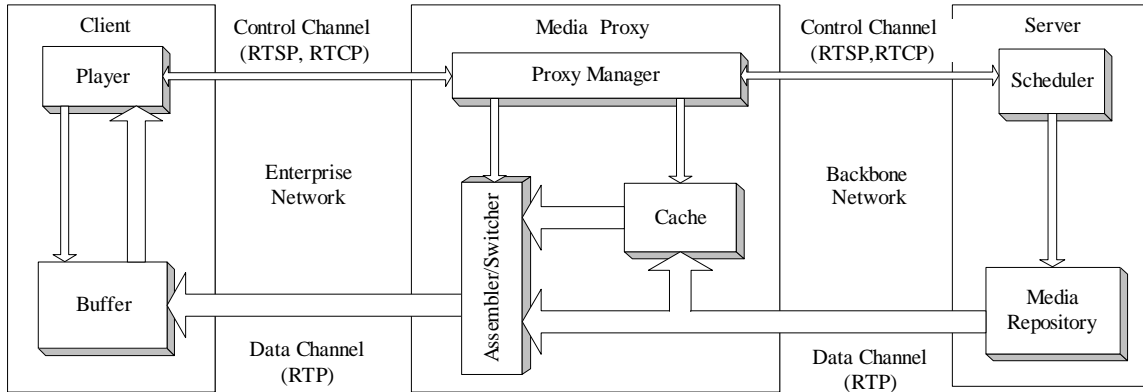 Client
Control Channel
(RTSP, RTCP)
Media Proxy
Control Channel
(RTSP,RTCP)
Server
Player
Proxy Manager
Scheduler
Enterprise
Network
Assembler/Switcher
Cache
Backbone
Network
Buffer
Media
Repository
Data Channel
(RTP)
Data Channel
(RTP)